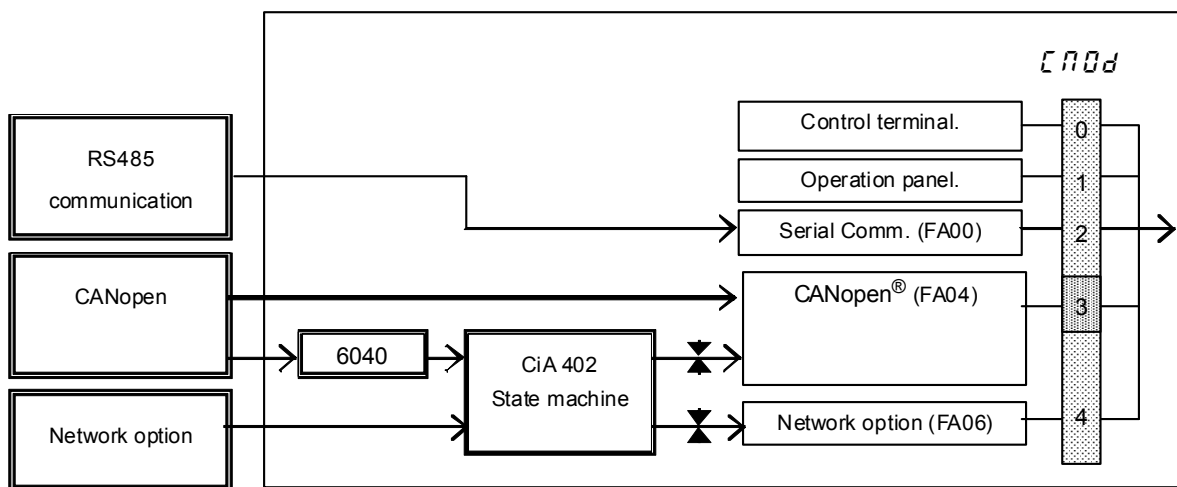 CMOd
Control terminal.
0
RS485
communication
Operation panel.
1
Serial Comm. (FA00)
2
CANopen
CANopen® (FA04)
3
6040
CiA 402
State machine
Network option
Network option (FA06)
4